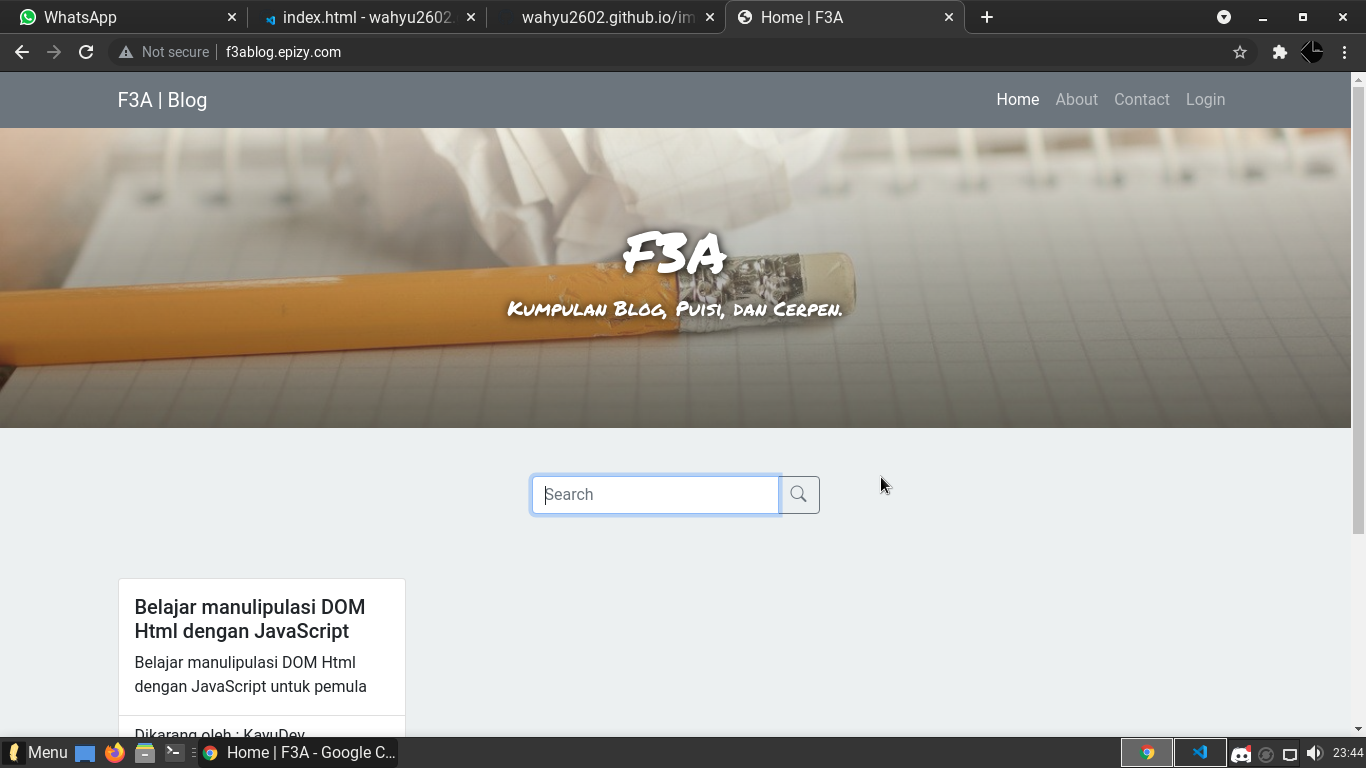 WhatsApp
index.html - wahyu2602.
wahyu2602.github.io/im
Home | F3A
Not secure
f3ablog.epizy.com
F3A | Blog
Home
About
Contact
Login
F3A
Kumpulan Blog, Puisi, dan Cerpen.
Search
Belajar manulipulasi DOM
Html dengan JavaScript
Belajar manulipulasi DOM Html
dengan JavaScript untuk pemula
Dikarang oleh : KayuDev
Menu
Home | F3A - Google C...
23:44